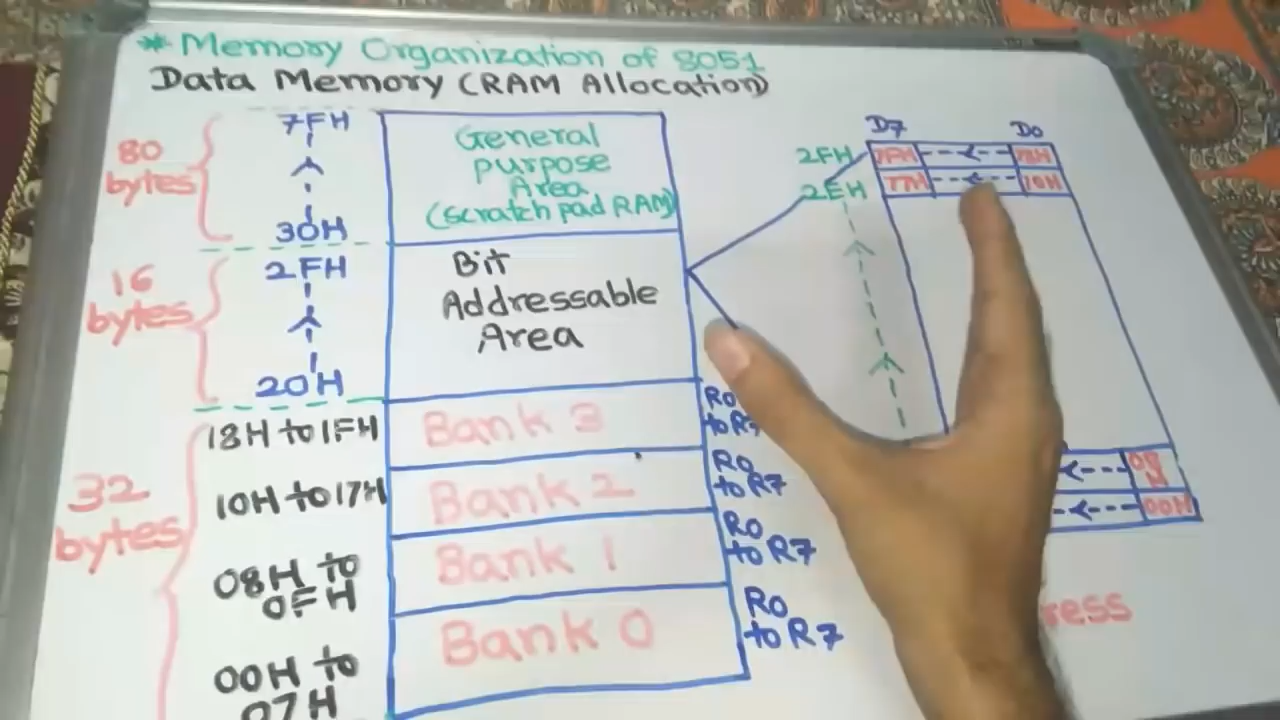 * Memory Organization of 8051
Data Memory (RAM Allocation)
80
bytes
7FH
30H
General
purpose
Area
(scratch pad RAM)
16
bytes
2FH
20H
Bit
Addressable
Area
32
bytes
18H to 1FH
Bank 3
R0
to R7
10H to 17H
Bank 2
R0
to R7
08H to
0FH
Bank 1
R0
to R7
00H to
07H
Bank 0
R0
to R7
D7
D0
2FH
7FH
78H
2EH
77H
08
H
00H
ress